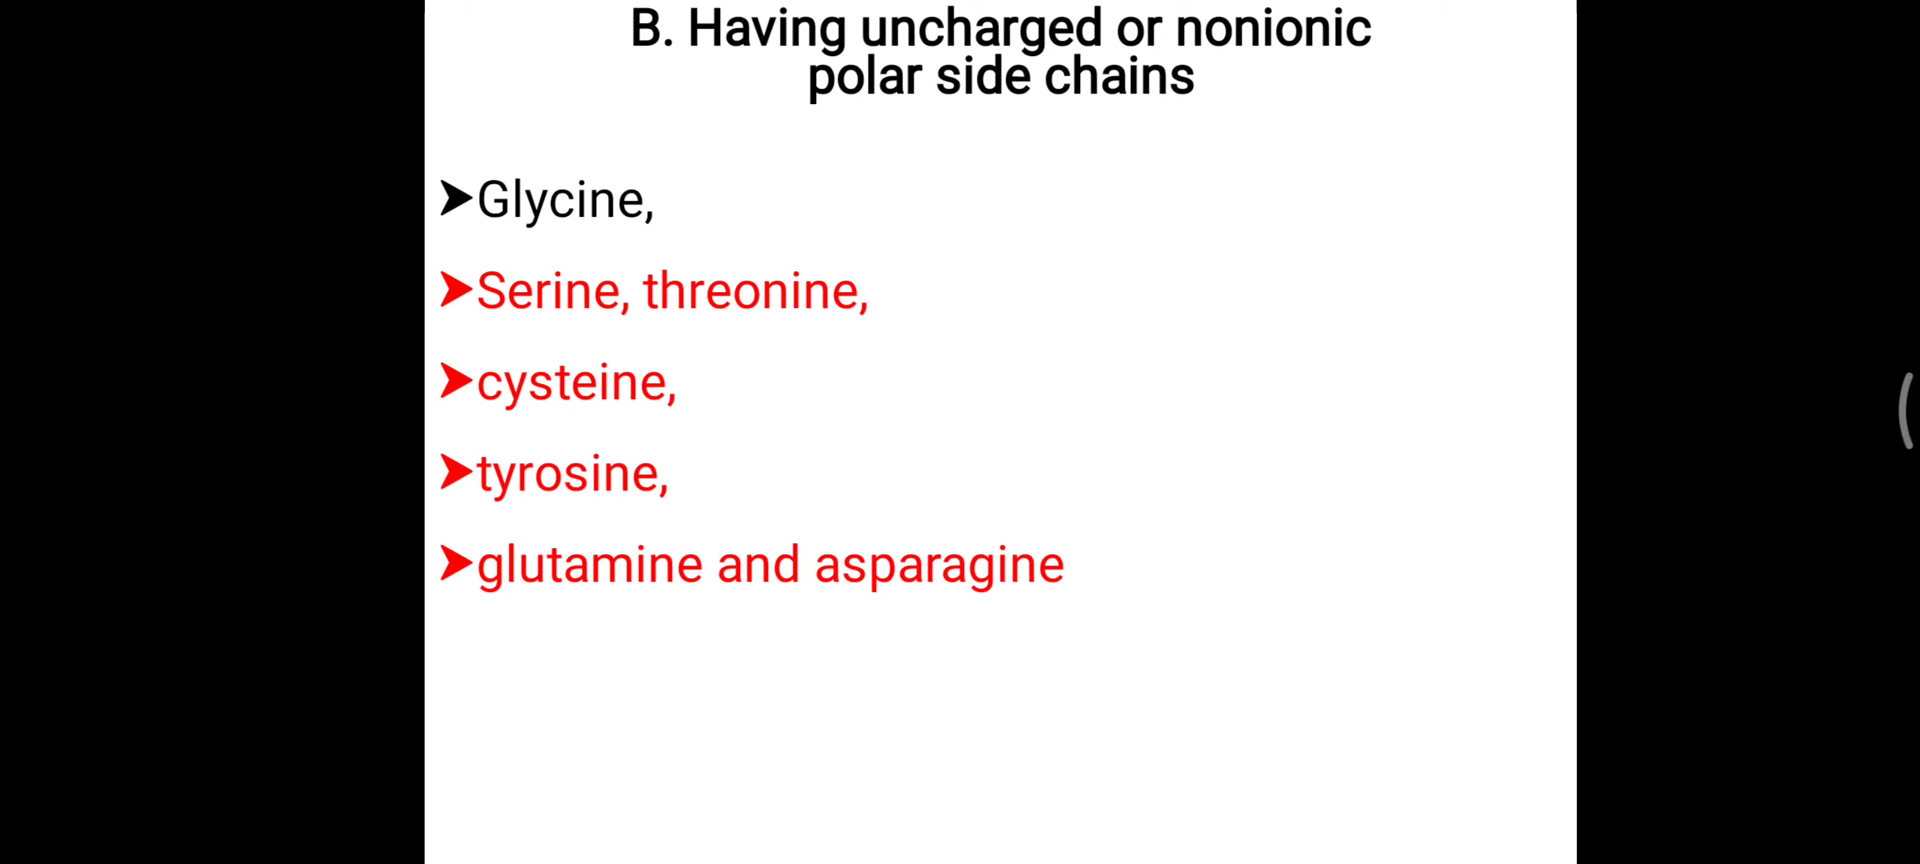 B. Having uncharged or nonionic
polar side chains
➤Glycine,
➤Serine, threonine,
➤cysteine,
➤tyrosine,
➤glutamine and asparagine